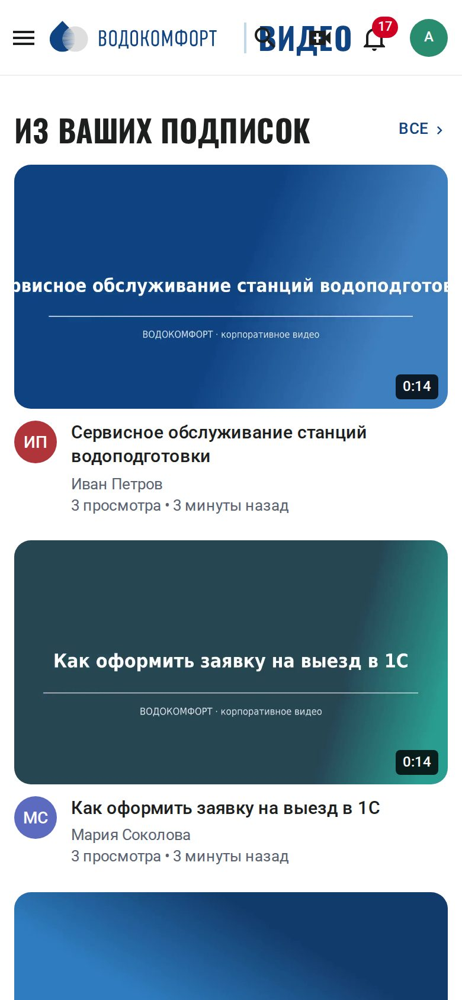 ВОДОКОМФОРТ ВИДЕО 17 А
ИЗ ВАШИХ ПОДПИСОК ВСЕ
рвисное обслуживание станций водоподготов
ВОДОКОМФОРТ · корпоративное видео
0:14
ИП Сервисное обслуживание станций
водоподготовки
Иван Петров
3 просмотра • 3 минуты назад
Как оформить заявку на выезд в 1С
ВОДОКОМФОРТ · корпоративное видео
0:14
МС Как оформить заявку на выезд в 1С
Мария Соколова
3 просмотра • 3 минуты назад